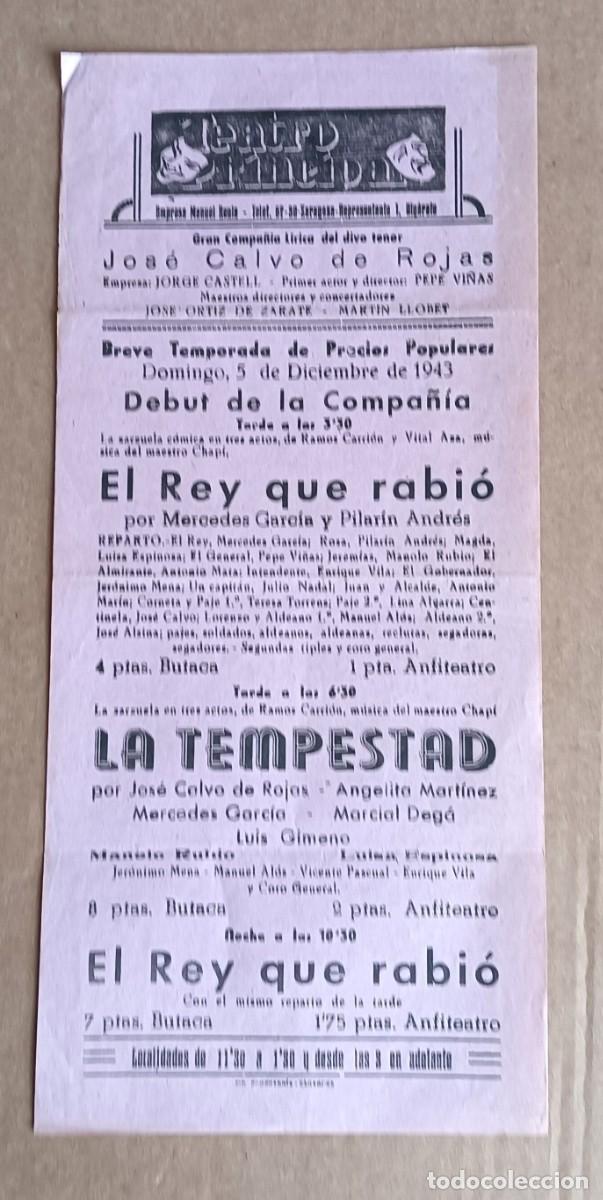 Teatro
Principal
Empresa Manuel - Telef. 67-30 Zaragoza-Representante I.
Gran Compañía Lírica del divo tenor
José Calvo de Rojas
Empresa: JORGE CASTELL - Primer actor y director: PEPE VIÑAS
Maestros directores y concertadores
JOSE ORTIZ DE ZARATE - MARTIN LLOBET
Breve Temporada de Precios Populares
Domingo, 5 de Diciembre de 1943
Debut de la Compañía
Tarde a las 3'30
La zarzuela cómica en tres actos, de Ramos Carrión y Vital Aza, mú-
sica del maestro Chapí,
El Rey que rabió
por Mercedes García y Pilarín Andrés
REPARTO.-El Rey, Mercedes García; Rosa, Pilarín Andrés; Magda,
Luisa Espinosa; El General, Pepe Viñas; Jeremías, Manolo Rubio; El
Almirante, Antonio Mata; Intendente, Enrique Vila; El Gobernador,
Jerónimo Mena; Un capitán, Julio Nadal; Juan y Alcalde, Antonio
Marín; Corneta y Paje 1.º, Teresa Torrens; Paje 2.º, Lina Algarra; Cen-
tinela, José Calvo; Lorenzo y Aldeano 1.º, Manuel Alds; Aldeano 2.º,
José Alsina; pajes, soldados, aldeanos, aldeanas, reclutas, segadoras,
segadores. - Segundas tiples y coro general,
4 ptas. Butaca 1 pta. Anfiteatro
Tarde a las 6'30
La zarzuela en tres actos, de Ramos Carrión, música del maestro Chapí
LA TEMPESTAD
por José Calvo de Rojas - Angelita Martínez
Mercedes García - Marcial Degá
Luis Gimeno
Manolo Rubio Luisa Espinosa
Jerónimo Mena - Manuel Alds - Vicente Pascual - Enrique Vila
y Coro General.
8 ptas. Butaca 2 ptas. Anfiteatro
Noche a las 10'30
El Rey que rabió
Con el mismo reparto de la tarde
7 ptas. Butaca 1'75 ptas. Anfiteatro
Localidades de 11'30 a 1'30 y desde las 3 en adelante
todocoleccion